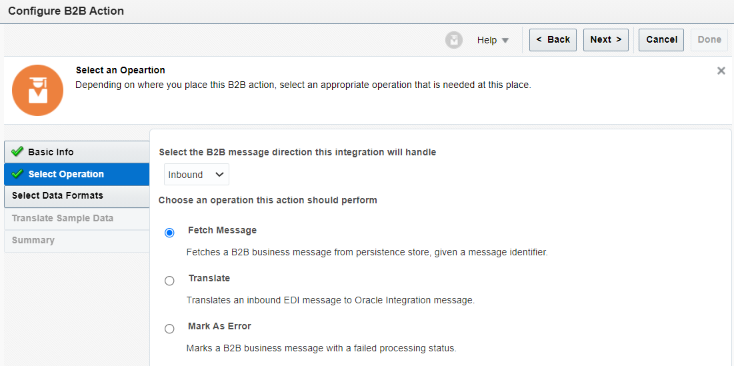 Configure B2B Action
Help
< Back
Next >
Cancel
Done
Select an Opeartion
Depending on where you place this B2B action, select an appropriate operation that is needed at this place.
Basic Info
Select Operation
Select Data Formats
Translate Sample Data
Summary
Select the B2B message direction this integration will handle
Inbound
Choose an operation this action should perform
Fetch Message
Fetches a B2B business message from persistence store, given a message identifier.
Translate
Translates an inbound EDI message to Oracle Integration message.
Mark As Error
Marks a B2B business message with a failed processing status.